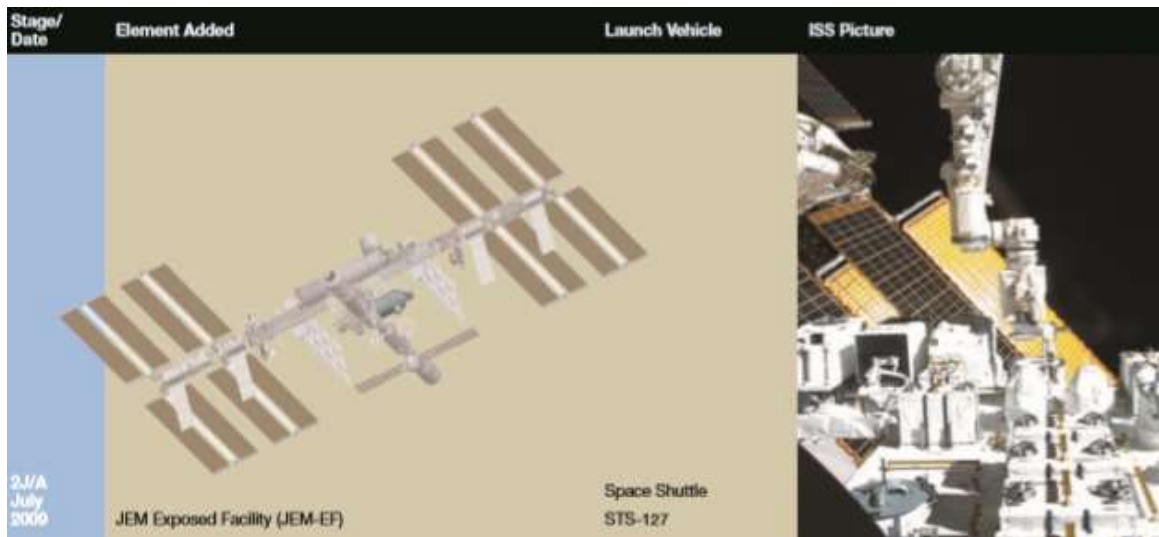 Stage/
Date
Element Added
Launch Vehicle
ISS Picture
2J/A
July
2009
JEM Exposed Facility (JEM-EF)
Space Shuttle
STS-127